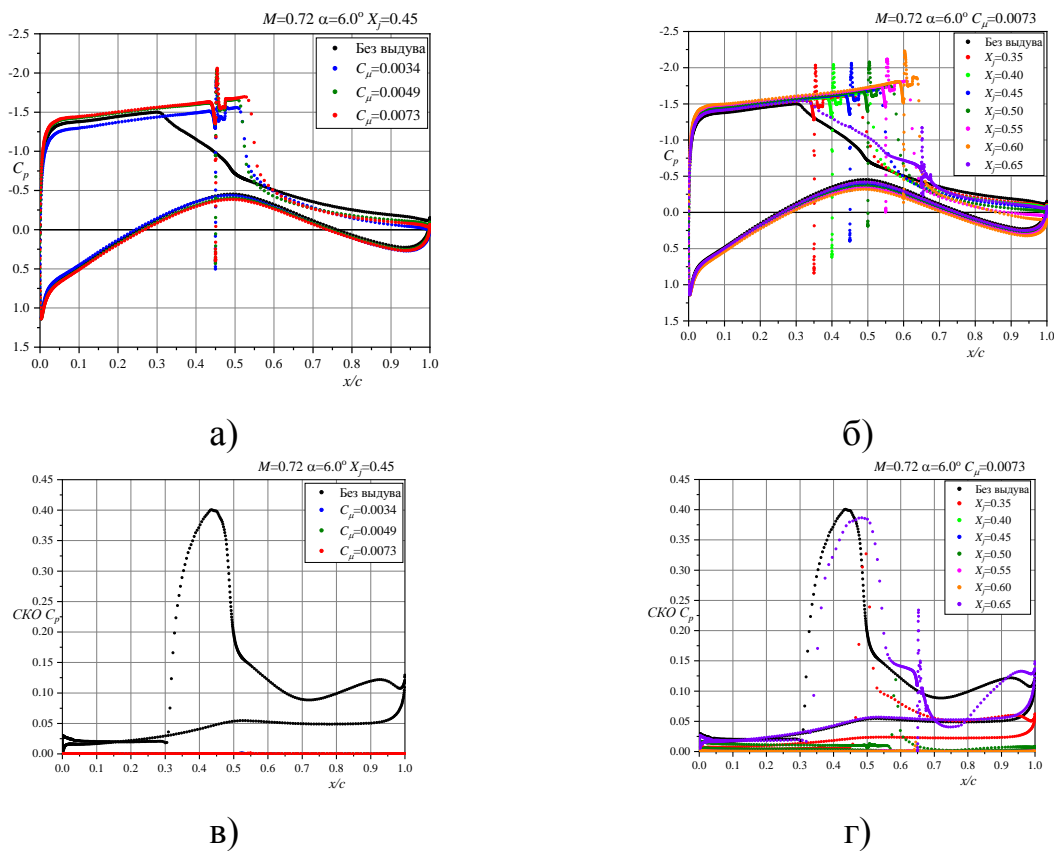 M=0.72 α=6.0° Xj=0.45
-2.5
-2.0
-1.5
-1.0
Cp
-0.5
0.0
0.5
1.0
1.5
0.0 0.1 0.2 0.3 0.4 0.5 0.6 0.7 0.8 0.9 1.0
x/c
Без выдува
Cμ=0.0034
Cμ=0.0049
Cμ=0.0073
а)
M=0.72 α=6.0° Cμ=0.0073
-2.5
-2.0
-1.5
-1.0
Cp
-0.5
0.0
0.5
1.0
1.5
0.0 0.1 0.2 0.3 0.4 0.5 0.6 0.7 0.8 0.9 1.0
x/c
Без выдува
Xj=0.35
Xj=0.40
Xj=0.45
Xj=0.50
Xj=0.55
Xj=0.60
Xj=0.65
б)
M=0.72 α=6.0° Xj=0.45
0.45
0.40
0.35
0.30
0.25
СКО Cp
0.20
0.15
0.10
0.05
0.00
0.0 0.1 0.2 0.3 0.4 0.5 0.6 0.7 0.8 0.9 1.0
x/c
Без выдува
Cμ=0.0034
Cμ=0.0049
Cμ=0.0073
в)
M=0.72 α=6.0° Cμ=0.0073
0.45
0.40
0.35
0.30
0.25
СКО Cp
0.20
0.15
0.10
0.05
0.00
0.0 0.1 0.2 0.3 0.4 0.5 0.6 0.7 0.8 0.9 1.0
x/c
Без выдува
Xj=0.35
Xj=0.40
Xj=0.45
Xj=0.50
Xj=0.55
Xj=0.60
Xj=0.65
г)